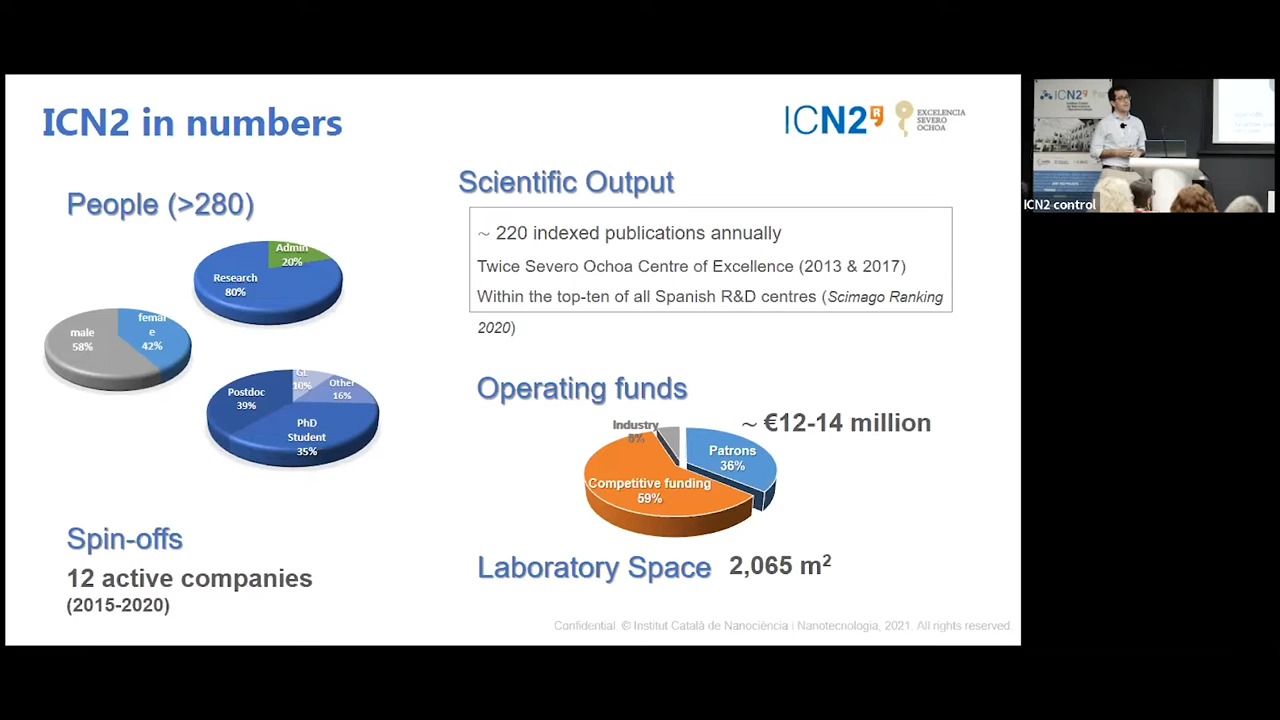 ICN2 in numbers
ICN2R
EXCELENCIA
SEVERO
OCHOA
People (>280)
Admin
20%
Research
80%
male
58%
femal
e
42%
GL
10%
Other
16%
Postdoc
39%
PhD
Student
35%
Spin-offs
12 active companies
(2015-2020)
Scientific Output
~ 220 indexed publications annually
Twice Severo Ochoa Centre of Excellence (2013 & 2017)
Within the top-ten of all Spanish R&D centres (Scimago Ranking
2020)
Operating funds
~ €12-14 million
Industry
Patrons
36%
Competitive funding
59%
Laboratory Space 2,065 m²
Confidential. © Institut Català de Nanociència i Nanotecnologia, 2021. All rights reserved.
ICN2
ICN2 control